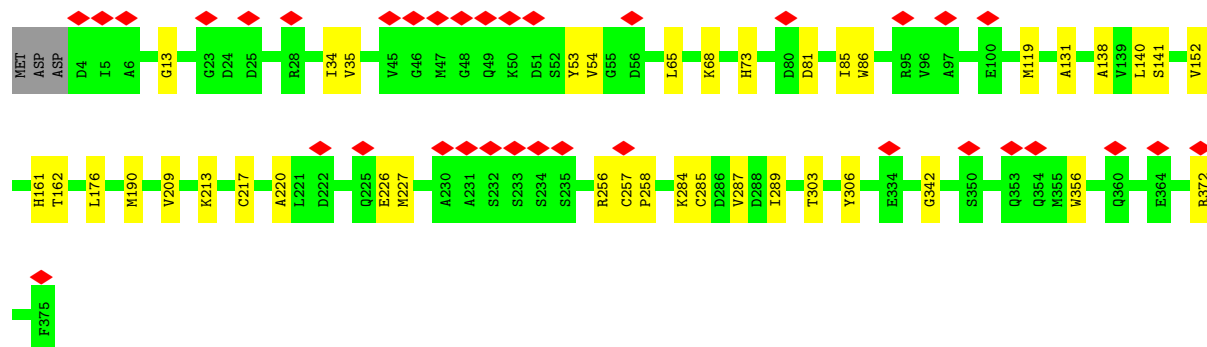 MET ASP ASP D4 I5 A6 G13 G23 D24 D25 R28 I34 V35 V45 G46 M47 G48 Q49 K50 D51 S52 Y53 V54 G55 D56 L65 K68 H73 D80 D81 I85 W86 R95 V96 A97 E100 M119 A131 A138 V139 L140 S141 V152
H161 T162 L176 M190 V209 K213 C217 A220 L221 D222 Q225 E226 M227 A230 A231 S232 S233 S234 S235 R256 C257 P258 K284 C285 D286 V287 D288 I289 T303 Y306 E334 G342 S350 Q353 Q354 M355 W356 Q360 E364 R372
F375